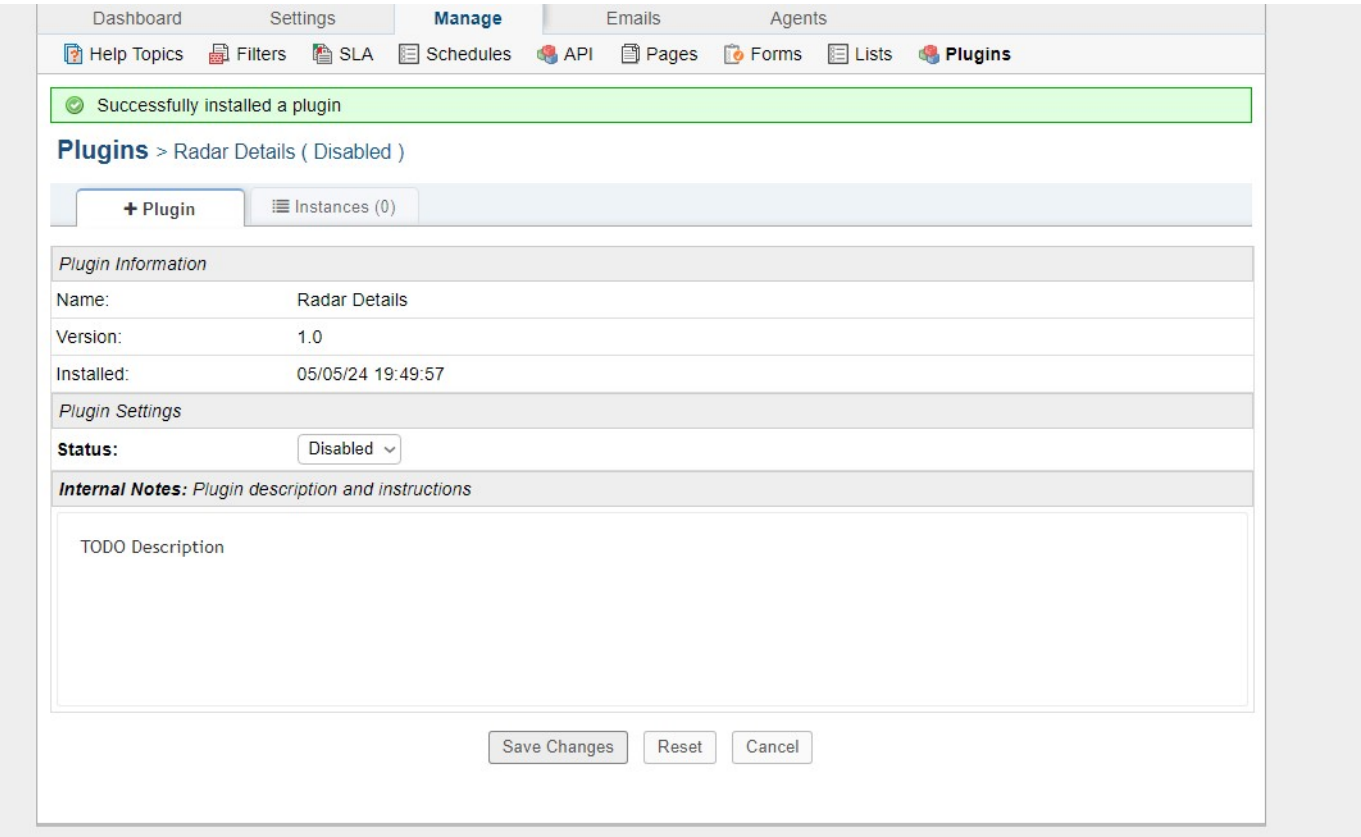 Dashboard Settings Manage Emails Agents
Help Topics Filters SLA Schedules API Pages Forms Lists Plugins
Successfully installed a plugin
Plugins > Radar Details ( Disabled )
+ Plugin Instances (0)
Plugin Information
Name: Radar Details
Version: 1.0
Installed: 05/05/24 19:49:57
Plugin Settings
Status: Disabled
Internal Notes: Plugin description and instructions
TODO Description
Save Changes Reset Cancel